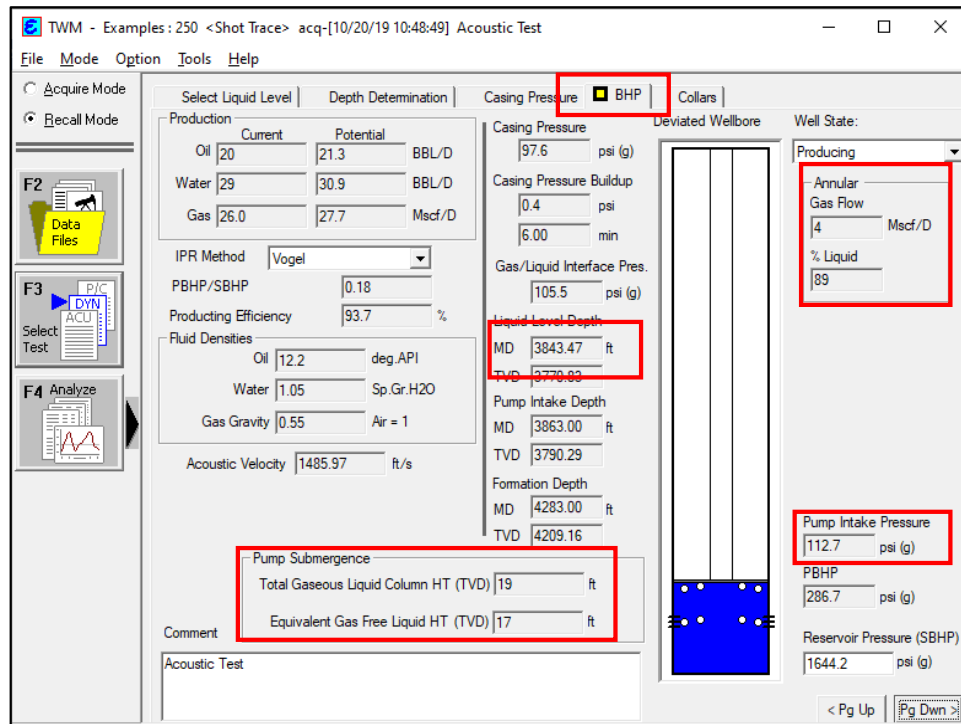 TWM - Examples : 250 <Shot Trace> acq-[10/20/19 10:48:49] Acoustic Test
File Mode Option Tools Help
Acquire Mode
Recall Mode
F2
Data
Files
F3
P/C
DYN
ACU
Select
Test
F4 Analyze
Select Liquid Level
Depth Determination
Casing Pressure
BHP
Collars
Production
Current Potential
Oil 20 21.3 BBL/D
Water 29 30.9 BBL/D
Gas 26.0 27.7 Mscf/D
IPR Method Vogel
PBHP/SBHP 0.18
Producing Efficiency 93.7 %
Fluid Densities
Oil 12.2 deg.API
Water 1.05 Sp.Gr.H2O
Gas Gravity 0.55 Air = 1
Acoustic Velocity 1485.97 ft/s
Casing Pressure
97.6 psi (g)
Casing Pressure Buildup
0.4 psi
6.00 min
Gas/Liquid Interface Pres.
105.5 psi (g)
Liquid Level Depth
MD 3843.47 ft
TVD 3770.83
Pump Intake Depth
MD 3863.00 ft
TVD 3790.29
Formation Depth
MD 4283.00 ft
TVD 4209.16
Pump Submergence
Total Gaseous Liquid Column HT (TVD) 19 ft
Equivalent Gas Free Liquid HT (TVD) 17 ft
Comment
Acoustic Test
Deviated Wellbore
Well State:
Producing
Annular
Gas Flow
4 Mscf/D
% Liquid
89
Pump Intake Pressure
112.7 psi (g)
PBHP
286.7 psi (g)
Reservoir Pressure (SBHP)
1644.2 psi (g)
< Pg Up
Pg Dwn >